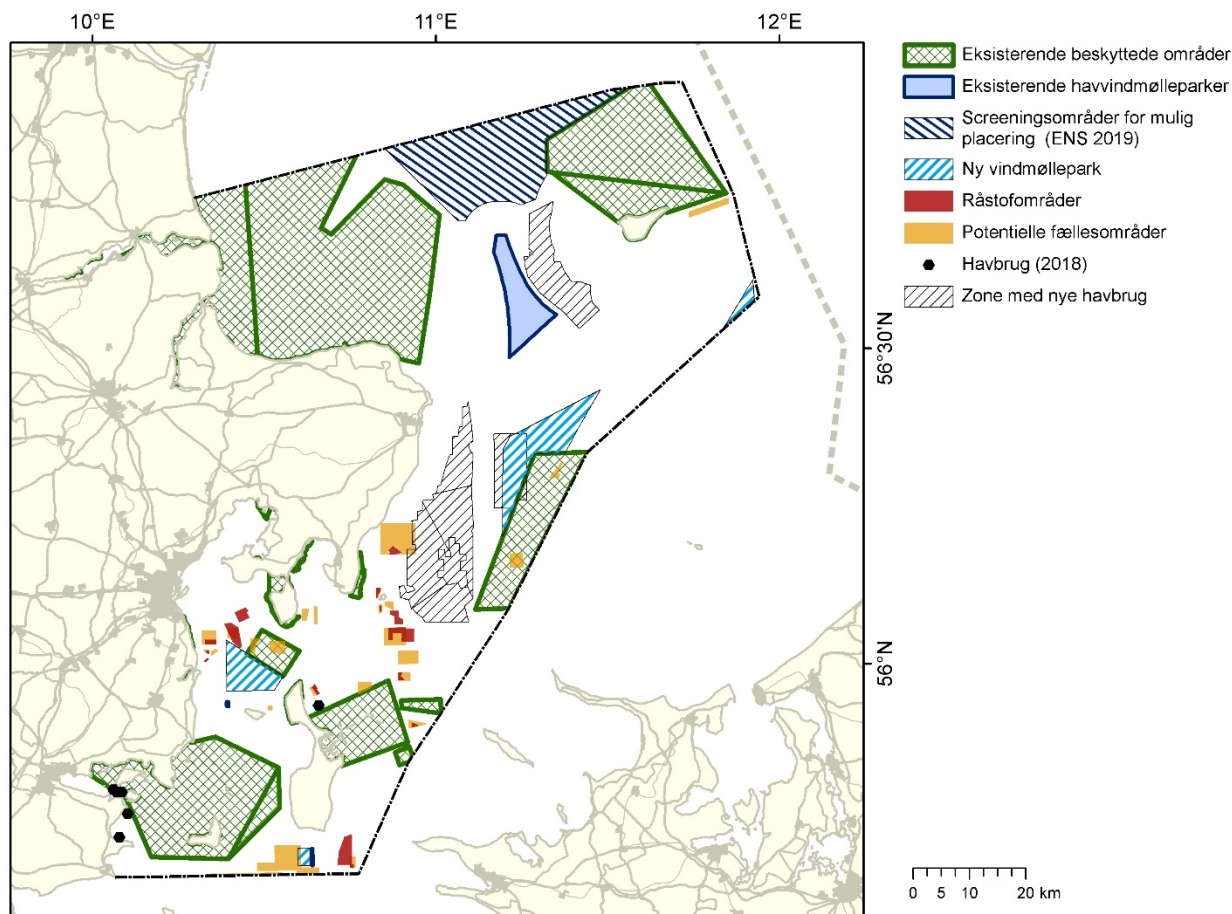 10°E
11°E
12°E
Eksisterende beskyttede områder
Eksisterende havvindmølleparker
Screeningsområder for mulig
placering (ENS 2019)
Ny vindmøllepark
Råstofområder
Potentielle fællesområder
Havbrug (2018)
Zone med nye havbrug
56°30'N
56°N
0 5 10 20 km